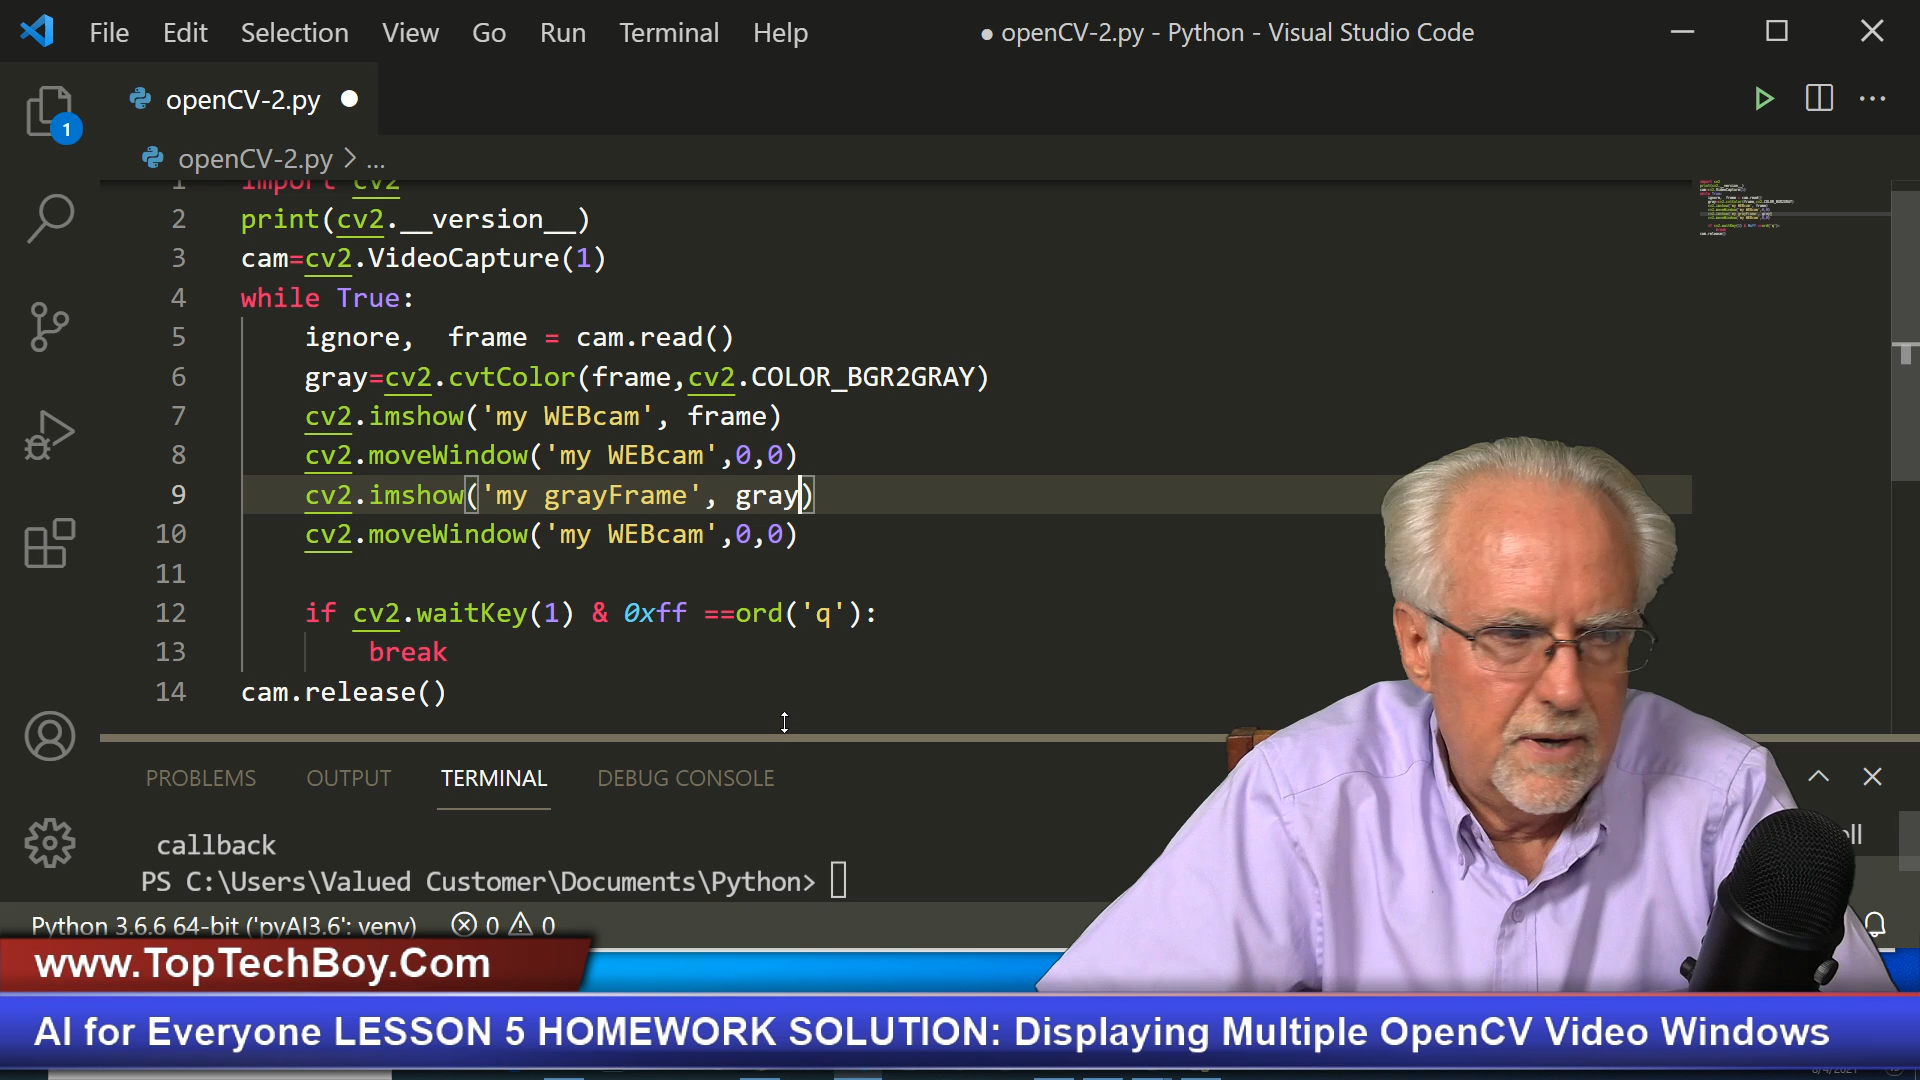 File Edit Selection View Go Run Terminal Help
● openCV-2.py - Python - Visual Studio Code
openCV-2.py
1
openCV-2.py > ...
1 import cv2
2 print(cv2.__version__)
3 cam=cv2.VideoCapture(1)
4 while True:
5 ignore,  frame = cam.read()
6 gray=cv2.cvtColor(frame,cv2.COLOR_BGR2GRAY)
7 cv2.imshow('my WEBcam', frame)
8 cv2.moveWindow('my WEBcam',0,0)
9 cv2.imshow('my grayFrame', gray)
10 cv2.moveWindow('my WEBcam',0,0)
11
12 if cv2.waitKey(1) & 0xff ==ord('q'):
13 break
14 cam.release()
PROBLEMS OUTPUT TERMINAL DEBUG CONSOLE
callback
PS C:\Users\Valued Customer\Documents\Python>
Python 3.6.6 64-bit ('pyAI3.6': venv) 0 0
www.TopTechBoy.Com
AI for Everyone LESSON 5 HOMEWORK SOLUTION: Displaying Multiple OpenCV Video Windows